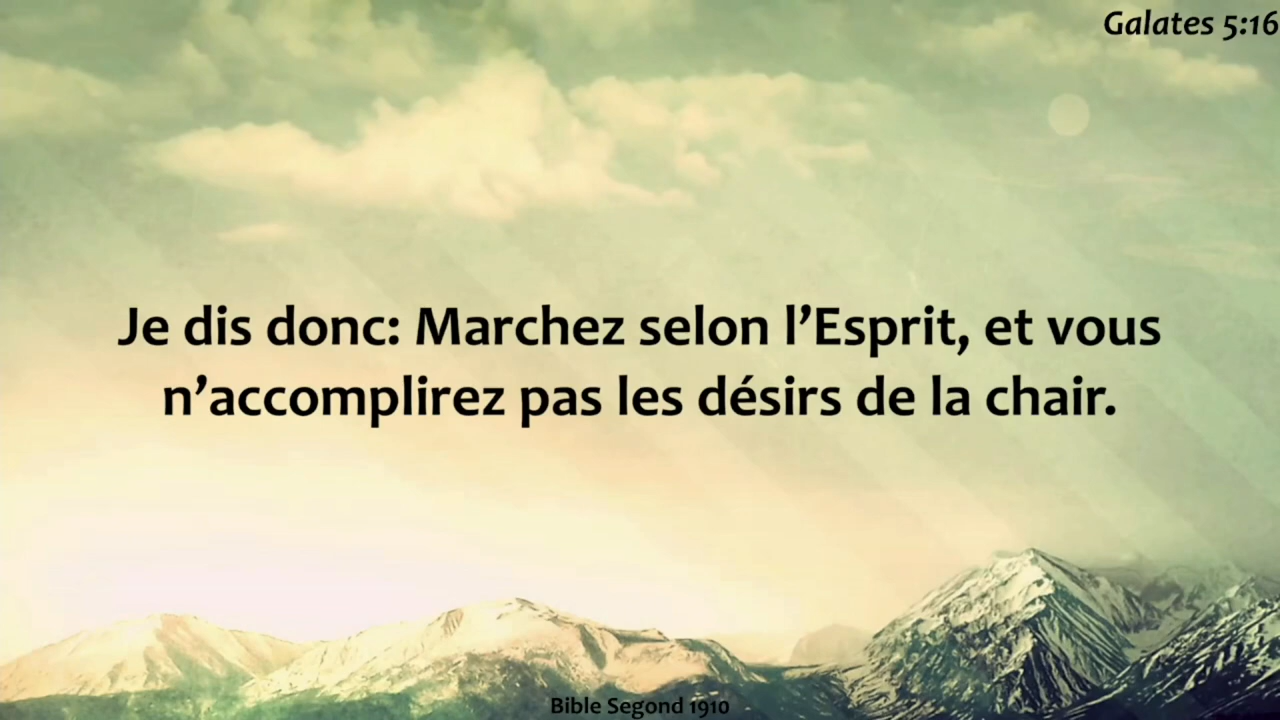 Galates 5:16
Je dis donc: Marchez selon l’Esprit, et vous
n’accomplirez pas les désirs de la chair.
Bible Segond 1910